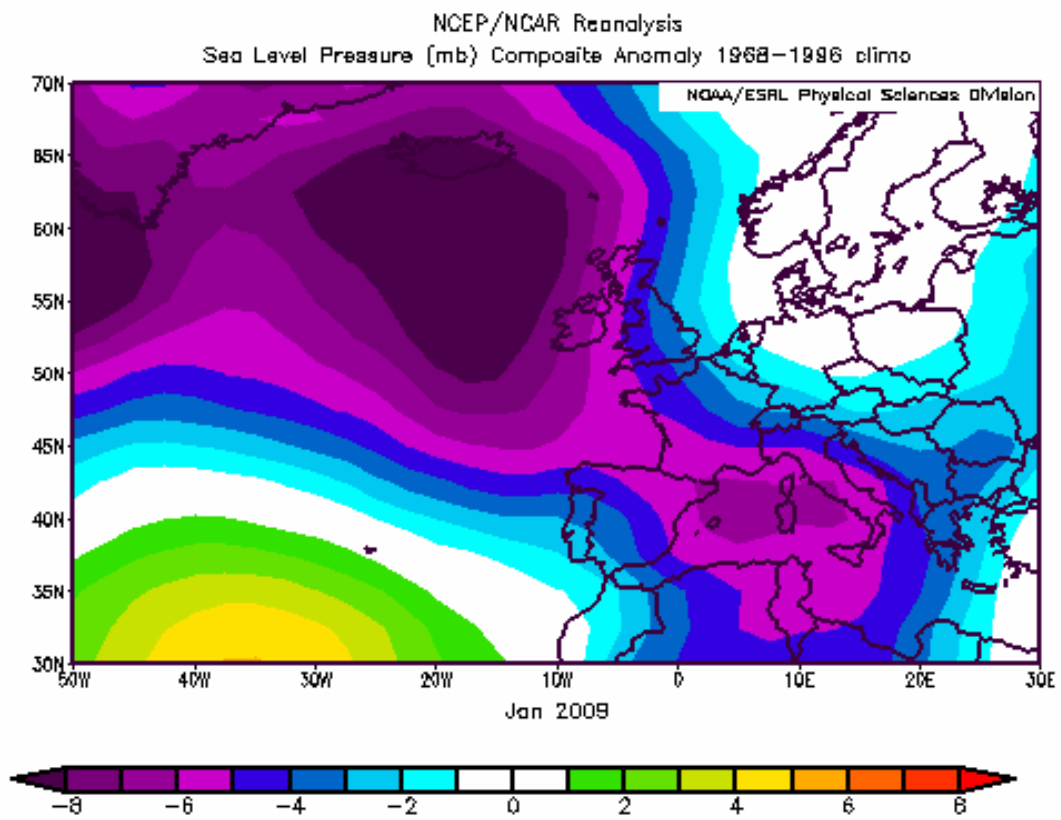 NCEP/NCAR Reanalysis
Sea Level Pressure (mb) Composite Anomaly 1968-1996 climo
NOAA/ESRL Physical Sciences Division
70N
65N
60N
55N
50N
45N
40N
35N
30N
50W 40W 30W 20W 10W 0 10E 20E 30E
Jan 2009
-8 -6 -4 -2 0 2 4 6 8